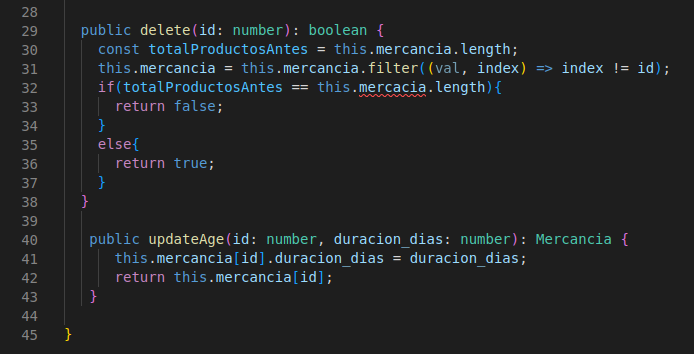 28
29 public delete(id: number): boolean {
30 const totalProductosAntes = this.mercancia.length;
31 this.mercancia = this.mercancia.filter((val, index) => index != id);
32 if(totalProductosAntes == this.mercacia.length){
33 return false;
34 }
35 else{
36 return true;
37 }
38 }
39
40 public updateAge(id: number, duracion_dias: number): Mercancia {
41 this.mercancia[id].duracion_dias = duracion_dias;
42 return this.mercancia[id];
43 }
44
45 }